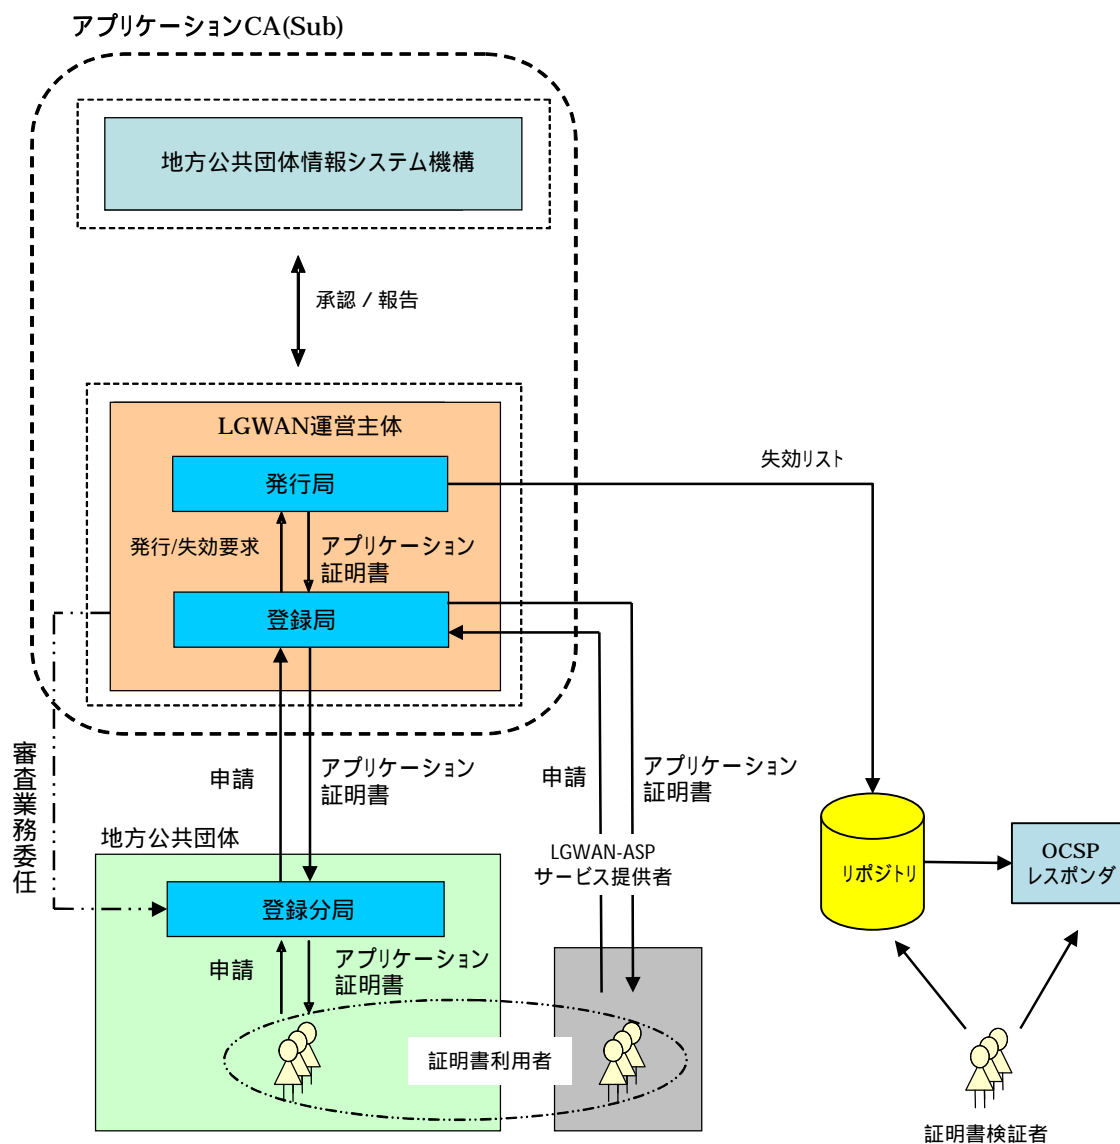 アプリケーションCA(Sub)
地方公共団体情報システム機構
承認 / 報告
LGWAN運営主体
発行局
失効リスト
発行/失効要求
アプリケーション
証明書
登録局
審査業務委任
申請
アプリケーション
証明書
申請
アプリケーション
証明書
地方公共団体
LGWAN-ASP
サービス提供者
リポジトリ
OCSP
レスポンダ
登録分局
申請
アプリケーション
証明書
証明書利用者
証明書検証者